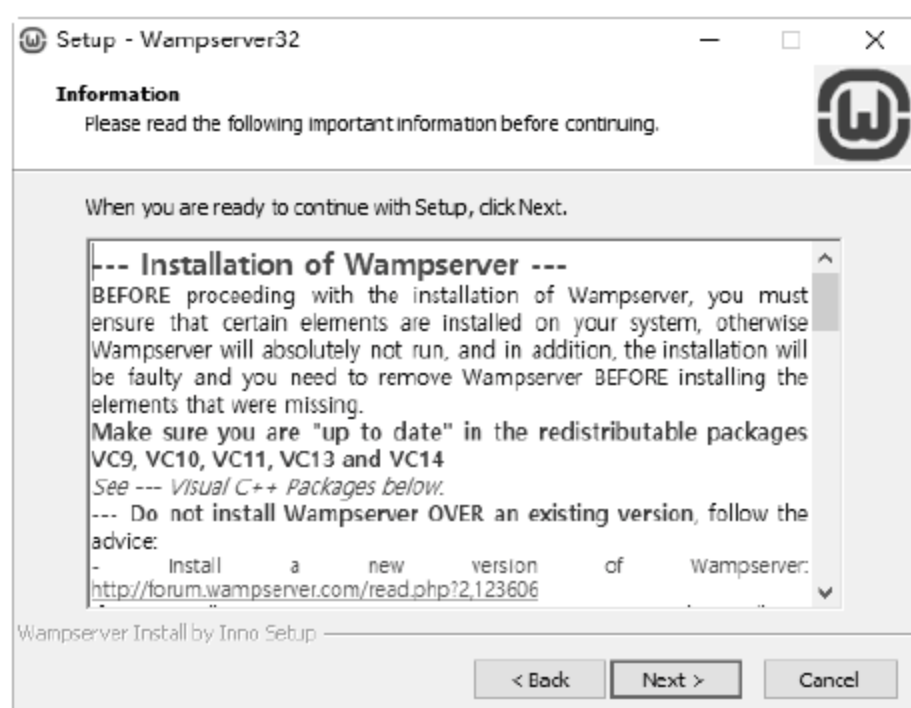 Setup - Wampserver32
Information
Please read the following important information before continuing.
When you are ready to continue with Setup, click Next.
--- Installation of Wampserver ---
BEFORE proceeding with the installation of Wampserver, you must
ensure that certain elements are installed on your system, otherwise
Wampserver will absolutely not run, and in addition, the installation will
be faulty and you need to remove Wampserver BEFORE installing the
elements that were missing.
Make sure you are "up to date" in the redistributable packages
VC9, VC10, VC11, VC13 and VC14
See --- Visual C++ Packages below.
--- Do not install Wampserver OVER an existing version, follow the
advice:
- Install a new version of Wampserver:
http://forum.wampserver.com/read.php?2,123606
Wampserver Install by Inno Setup
< Back
Next >
Cancel